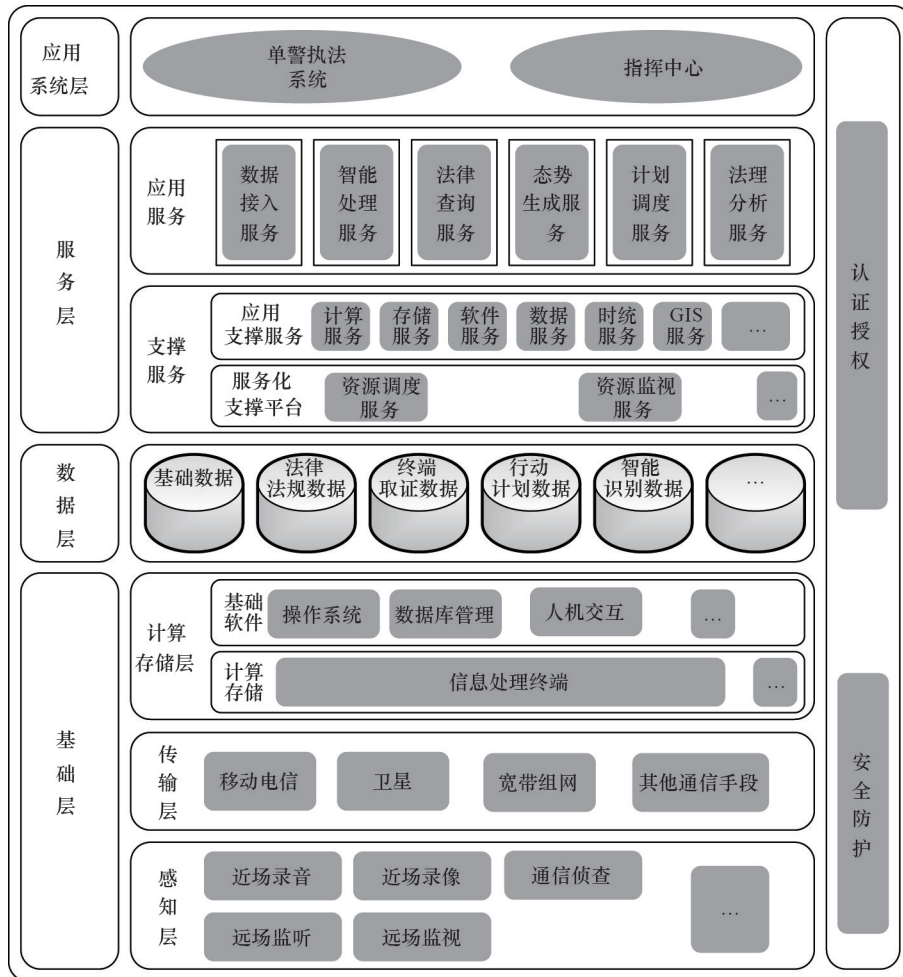 应用
系统层
单警执法
系统
指挥中心
服
务
层
应用
服务
数据
接入
服务
智能
处理
服务
法律
查询
服务
态势
生成服
务
计划
调度
服务
法理
分析
服务
支撑
服务
应用
支撑服务
计算
服务
存储
服务
软件
服务
数据
服务
时统
服务
GIS
服务
…
服务化
支撑平台
资源调度
服务
资源监视
服务
…
数
据
层
基础数据
法律
法规数据
终端
取证数据
行动
计划数据
智能
识别数据
…
基
础
层
计算
存储层
基础
软件
操作系统
数据库管理
人机交互
…
计算
存储
信息处理终端
…
传
输
层
移动电信
卫星
宽带组网
其他通信手段
感
知
层
近场录音
近场录像
通信侦查
…
远场监听
远场监视
认
证
授
权
安
全
防
护